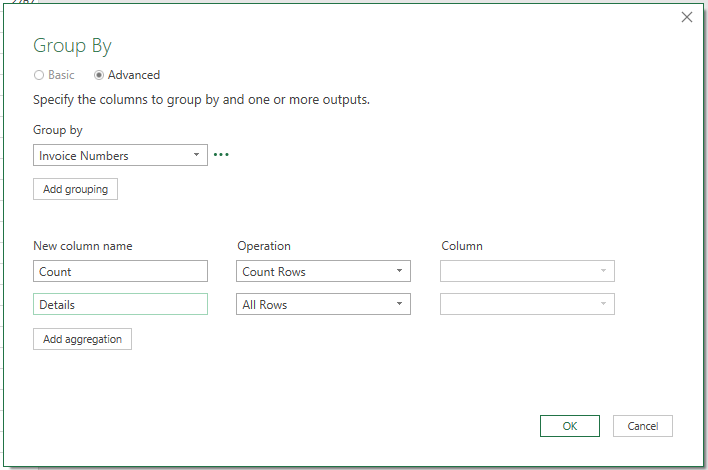 Group By
Basic Advanced
Specify the columns to group by and one or more outputs.
Group by
Invoice Numbers
Add grouping
New column name Operation Column
Count Count Rows
Details All Rows
Add aggregation
OK Cancel